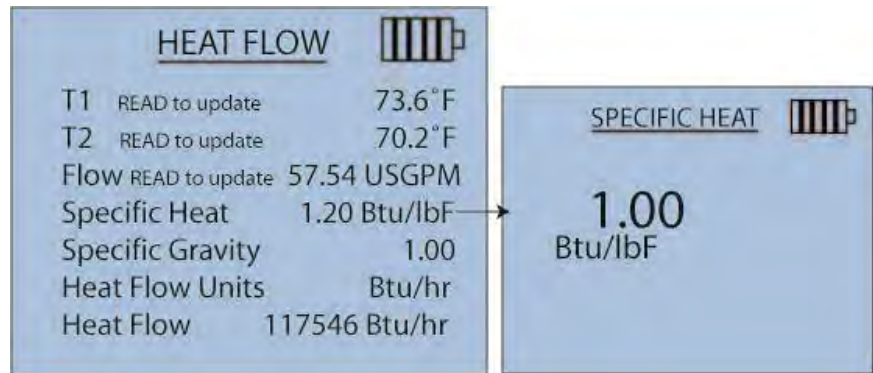 HEAT FLOW
T1 READ to update 73.6°F
T2 READ to update 70.2°F
Flow READ to update 57.54 USGPM
Specific Heat 1.20 Btu/lbF
Specific Gravity 1.00
Heat Flow Units Btu/hr
Heat Flow 117546 Btu/hr
SPECIFIC HEAT
1.00
Btu/lbF